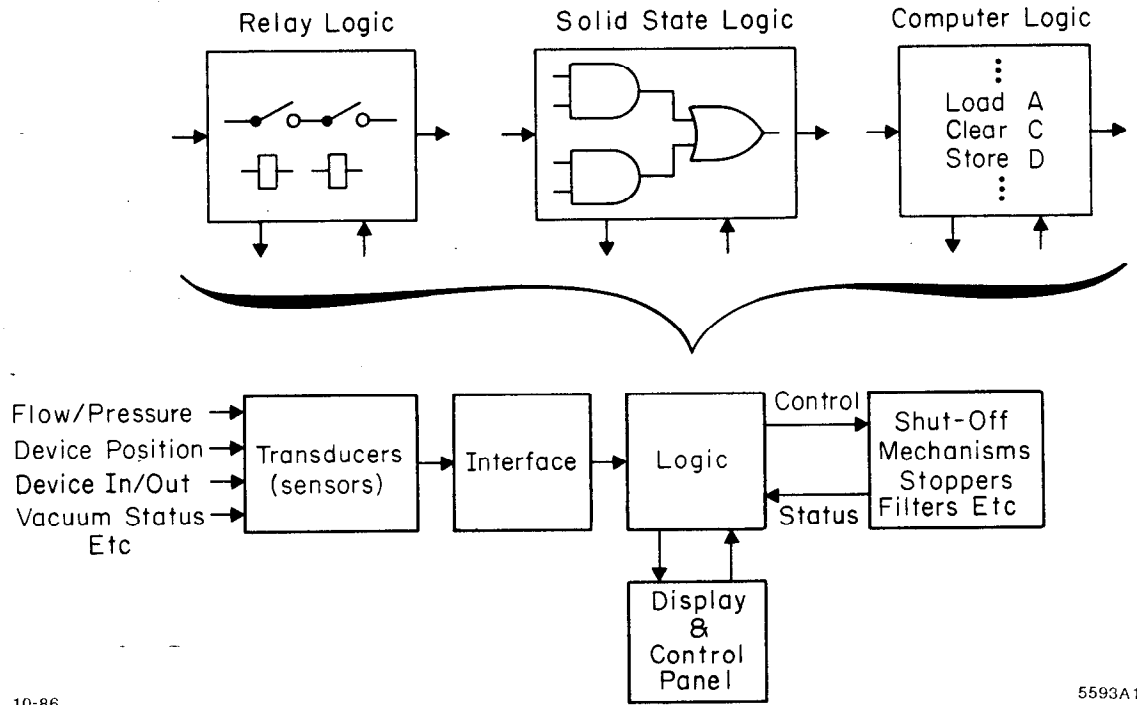 Relay Logic
Solid State Logic
Computer Logic
Load A
Clear C
Store D
Flow/Pressure
Device Position
Device In/Out
Vacuum Status
Etc
Transducers
(sensors)
Interface
Logic
Control
Status
Shut-Off
Mechanisms
Stoppers
Filters Etc
Display
&
Control
Panel
10-86
5593A1